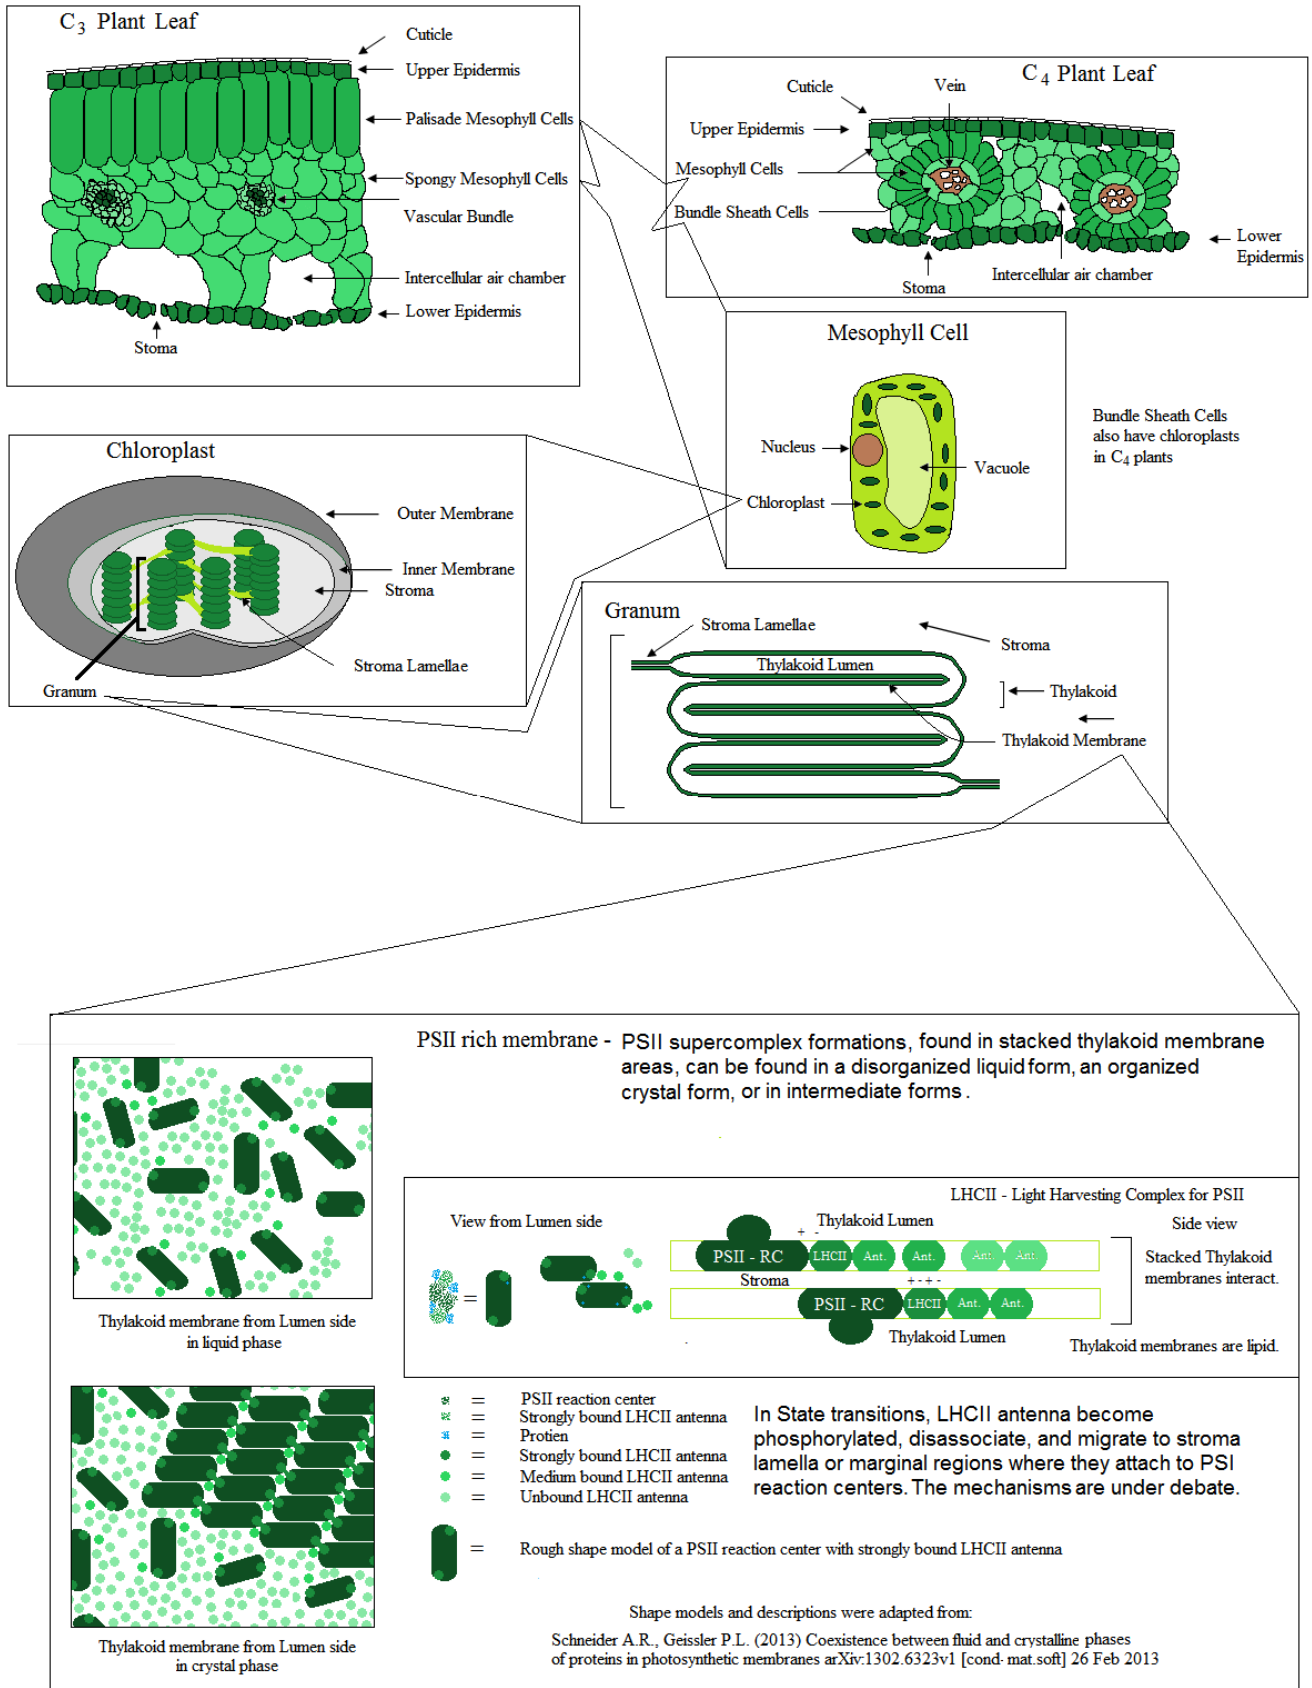 C3 Plant Leaf
Cuticle
Upper Epidermis
Palisade Mesophyll Cells
Spongy Mesophyll Cells
Vascular Bundle
Intercellular air chamber
Lower Epidermis
Stoma
C4 Plant Leaf
Vein
Cuticle
Upper Epidermis
Mesophyll Cells
Bundle Sheath Cells
Lower
Epidermis
Intercellular air chamber
Stoma
Mesophyll Cell
Nucleus
Vacuole
Chloroplast
Bundle Sheath Cells
also have chloroplasts
in C4 plants
Chloroplast
Outer Membrane
Inner Membrane
Stroma
Stroma Lamellae
Granum
Granum
Stroma Lamellae
Stroma
Thylakoid Lumen
Thylakoid
Thylakoid Membrane
PSII rich membrane - PSII supercomplex formations, found in stacked thylakoid membrane
areas, can be found in a disorganized liquid form, an organized
crystal form, or in intermediate forms.
Thylakoid membrane from Lumen side
in liquid phase
LHCII - Light Harvesting Complex for PSII
View from Lumen side
Thylakoid Lumen
Side view
+ -
PSII - RC LHCII Ant. Ant. Ant. Ant.
Stacked Thylakoid
membranes interact.
Stroma
+ - + -
PSII - RC LHCII Ant. Ant.
Thylakoid Lumen
Thylakoid membranes are lipid.
=
= PSII reaction center
= Strongly bound LHCII antenna
= Protien
= Strongly bound LHCII antenna
= Medium bound LHCII antenna
= Unbound LHCII antenna
In State transitions, LHCII antenna become
phosphorylated, disassociate, and migrate to stroma
lamella or marginal regions where they attach to PSI
reaction centers. The mechanisms are under debate.
= Rough shape model of a PSII reaction center with strongly bound LHCII antenna
Thylakoid membrane from Lumen side
in crystal phase
Shape models and descriptions were adapted from:
Schneider A.R., Geissler P.L. (2013) Coexistence between fluid and crystalline phases
of proteins in photosynthetic membranes arXiv:1302.6323v1 [cond-mat.soft] 26 Feb 2013